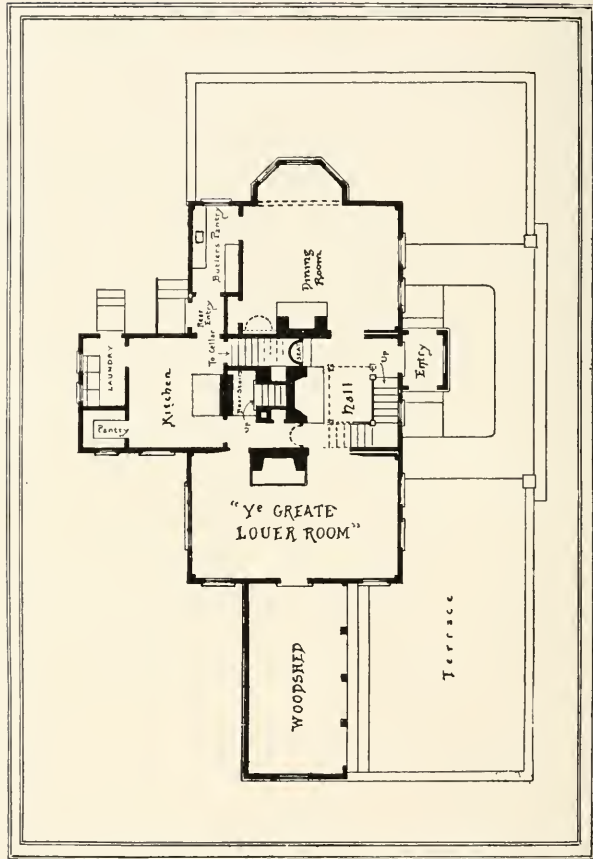 Butlers Pantry
Dining
Room
Rear
Entry
To Cellar
LAUNDRY
Kitchen
Pantry
Rear Stairs
UP
SEAT
Hall
Up
Entry
"Ye GREATE
LOUER ROOM"
WOODSHED
Terrace